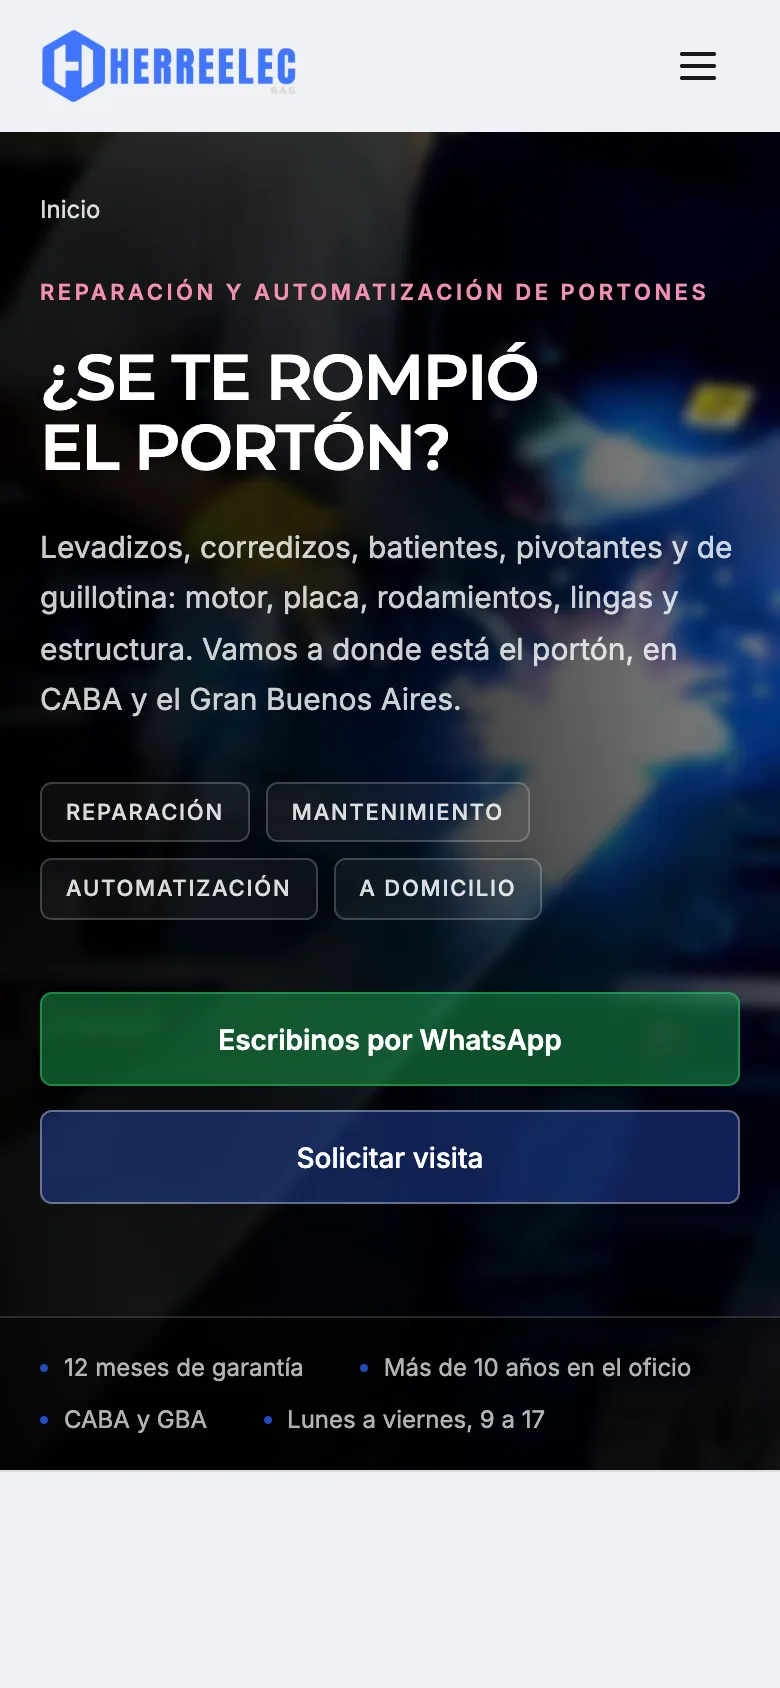 HERREELEC
SAS
Inicio
REPARACIÓN Y AUTOMATIZACIÓN DE PORTONES
¿SE TE ROMPIÓ
EL PORTÓN?
Levadizos, corredizos, batientes, pivotantes y de
guillotina: motor, placa, rodamientos, lingas y
estructura. Vamos a donde está el portón, en
CABA y el Gran Buenos Aires.
REPARACIÓN MANTENIMIENTO
AUTOMATIZACIÓN A DOMICILIO
Escribinos por WhatsApp
Solicitar visita
• 12 meses de garantía • Más de 10 años en el oficio
• CABA y GBA • Lunes a viernes, 9 a 17